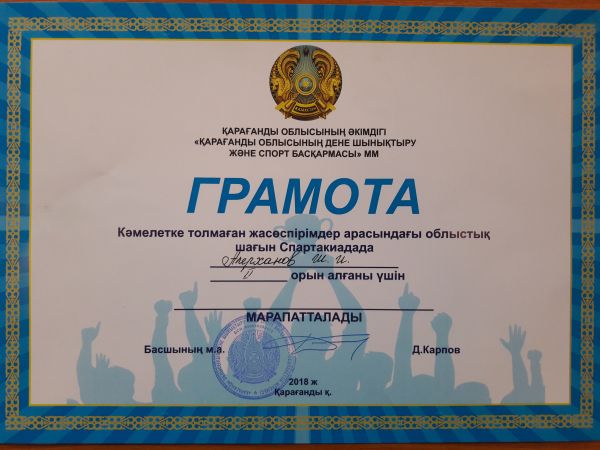 ҚАРАҒАНДЫ ОБЛЫСЫНЫҢ ӘКІМДІГІ
«ҚАРАҒАНДЫ ОБЛЫСЫНЫҢ ДЕНЕ ШЫНЫҚТЫРУ
ЖӘНЕ СПОРТ БАСҚАРМАСЫ» ММ
ГРАМОТА
Кәмелетке толмаған жасөспірімдер арасындағы облыстық
шағын Спартакиадада
Ш. И.
II орын алғаны үшін
МАРАПАТТАЛАДЫ
Басшының м.а. Д.Карпов
2018 ж
Қарағанды қ.